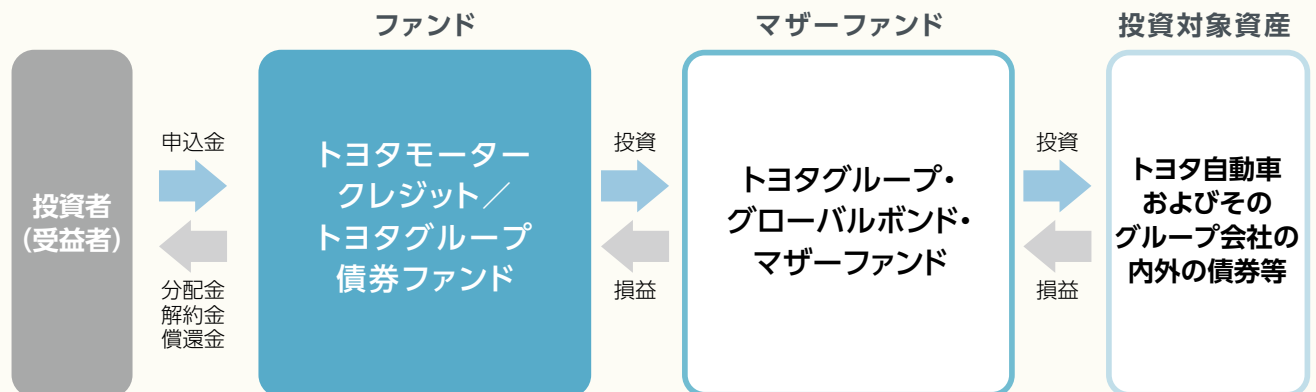 ファンド
マザーファンド
投資対象資産
投資者
(受益者)
申込金
分配金
解約金
償還金
トヨタモーター
クレジット／
トヨタグループ
債券ファンド
投資
損益
トヨタグループ・
グローバルボンド・
マザーファンド
投資
損益
トヨタ自動車
およびその
グループ会社の
内外の債券等